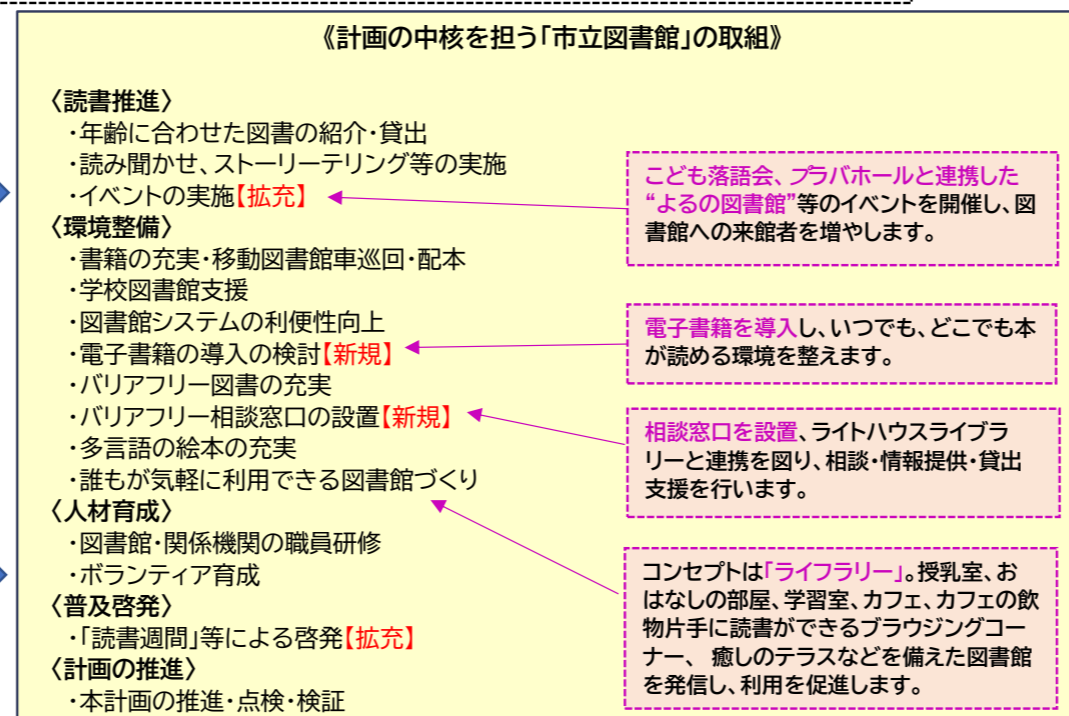 《計画の中核を担う「市立図書館」の取組》
〈読書推進〉
・年齢に合わせた図書の紹介・貸出
・読み聞かせ、ストーリーテリング等の実施
・イベントの実施【拡充】
〈環境整備〉
・書籍の充実・移動図書館車巡回・配本
・学校図書館支援
・図書館システムの利便性向上
・電子書籍の導入の検討【新規】
・バリアフリー図書の充実
・バリアフリー相談窓口の設置【新規】
・多言語の絵本の充実
・誰もが気軽に利用できる図書館づくり
〈人材育成〉
・図書館・関係機関の職員研修
・ボランティア育成
〈普及啓発〉
・「読書週間」等による啓発【拡充】
〈計画の推進〉
・本計画の推進・点検・検証
こども落語会、プラバホールと連携した
“よるの図書館”等のイベントを開催し、図
書館への来館者を増やします。
電子書籍を導入し、いつでも、どこでも本
が読める環境を整えます。
相談窓口を設置、ライトハウスライブラ
リーと連携を図り、相談・情報提供・貸出
支援を行います。
コンセプトは「ライフラリー」。授乳室、お
はなしの部屋、学習室、カフェ、カフェの飲
物片手に読書ができるブラウジングコー
ナー、 癒しのテラスなどを備えた図書館
を発信し、利用を促進します。